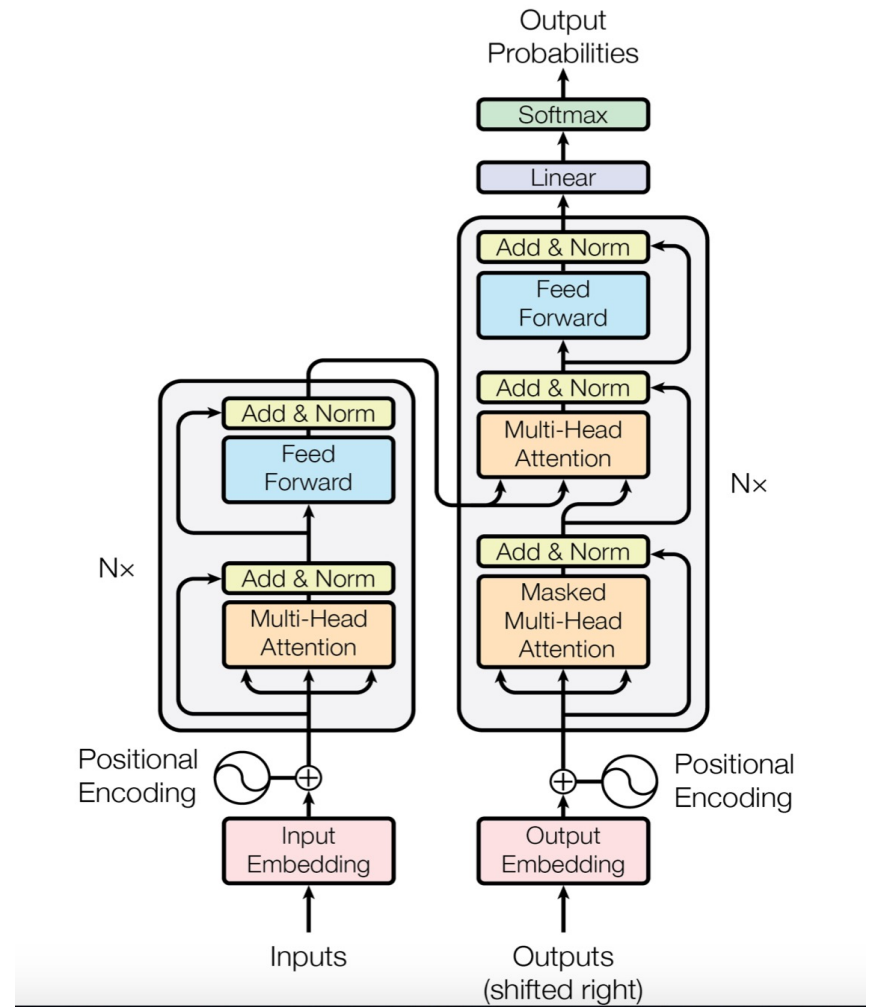 Output
Probabilities
Softmax
Linear
Add & Norm
Feed
Forward
Add & Norm
Multi-Head
Attention
Add & Norm
Masked
Multi-Head
Attention
Nx
Add & Norm
Feed
Forward
Add & Norm
Multi-Head
Attention
Nx
Positional
Encoding
Positional
Encoding
Input
Embedding
Output
Embedding
Inputs
Outputs
(shifted right)